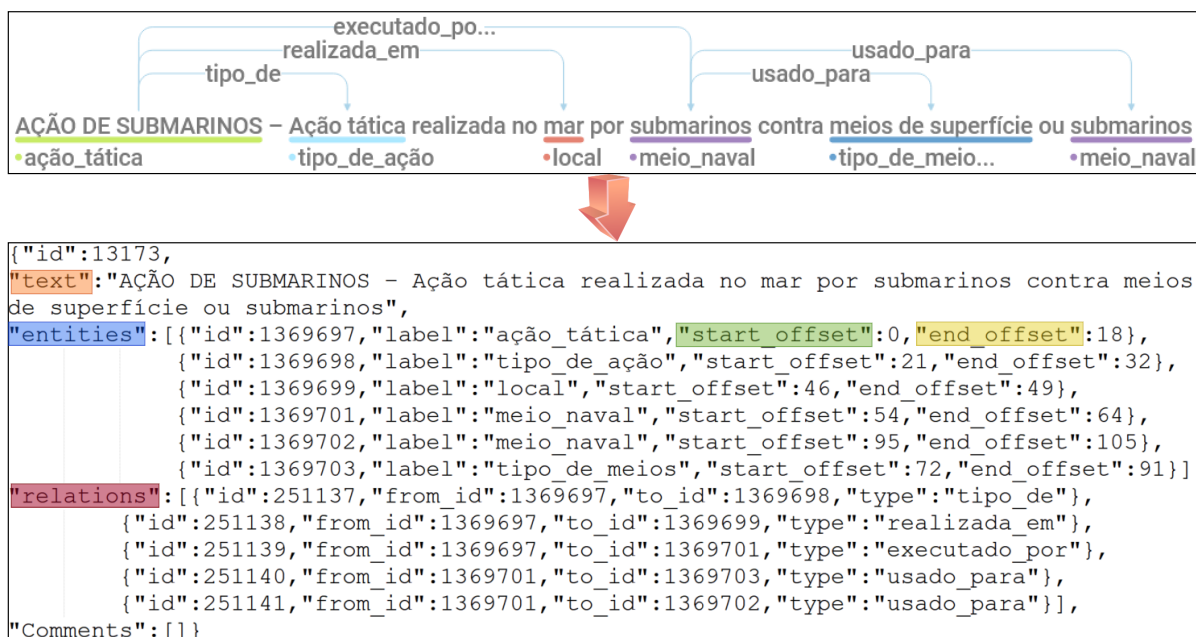 executado_po...
realizada_em usado_para
tipo_de usado_para
AÇÃO DE SUBMARINOS – Ação tática realizada no mar por submarinos contra meios de superfície ou submarinos
•ação_tática •tipo_de_ação •local •meio_naval •tipo_de_meio... •meio_naval
{"id":13173,
"text":"AÇÃO DE SUBMARINOS – Ação tática realizada no mar por submarinos contra meios
de superfície ou submarinos",
"entities":[{"id":1369697,"label":"ação_tática","start_offset":0,"end_offset":18},
{"id":1369698,"label":"tipo_de_ação","start_offset":21,"end_offset":32},
{"id":1369699,"label":"local","start_offset":46,"end_offset":49},
{"id":1369701,"label":"meio_naval","start_offset":54,"end_offset":64},
{"id":1369702,"label":"meio_naval","start_offset":95,"end_offset":105},
{"id":1369703,"label":"tipo_de_meios","start_offset":72,"end_offset":91}]
"relations":[{"id":251137,"from_id":1369697,"to_id":1369698,"type":"tipo_de"},
{"id":251138,"from_id":1369697,"to_id":1369699,"type":"realizada_em"},
{"id":251139,"from_id":1369697,"to_id":1369701,"type":"executado_por"},
{"id":251140,"from_id":1369701,"to_id":1369703,"type":"usado_para"},
{"id":251141,"from_id":1369701,"to_id":1369702,"type":"usado_para"}],
"Comments":[]}